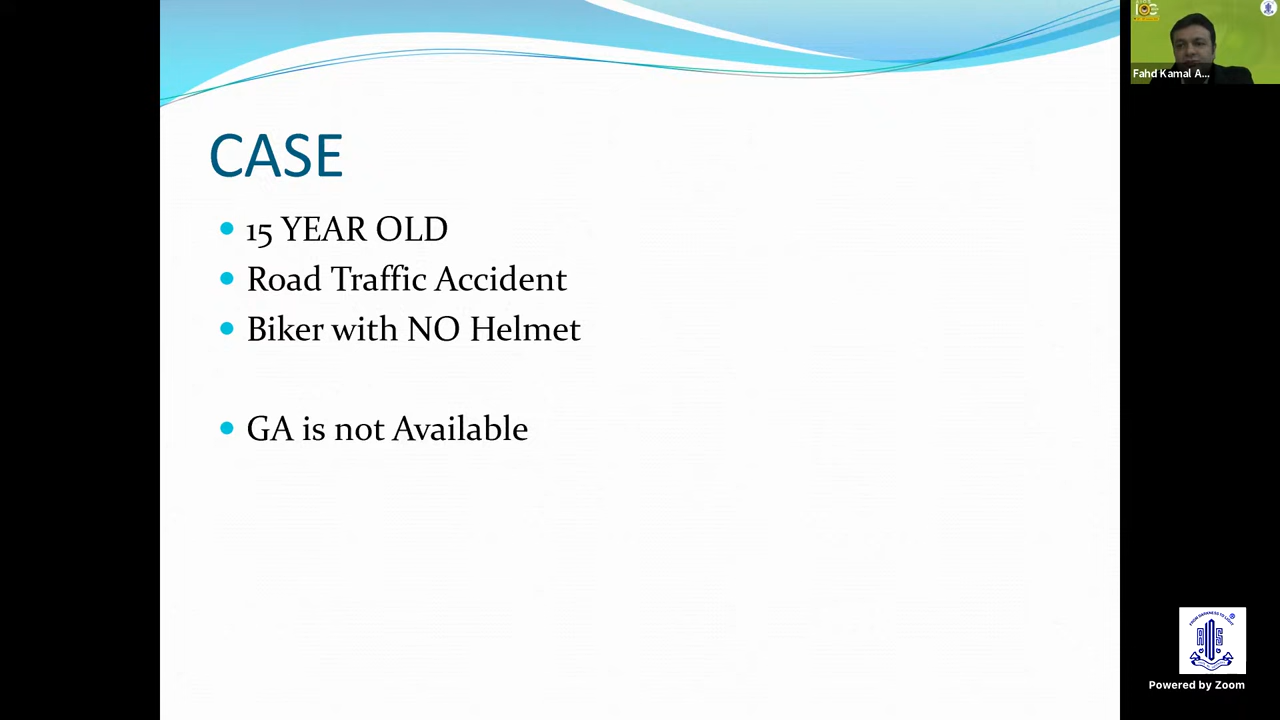 CASE
15 YEAR OLD
Road Traffic Accident
Biker with NO Helmet
GA is not Available
IOC
Fahd Kamal A...
Powered by Zoom